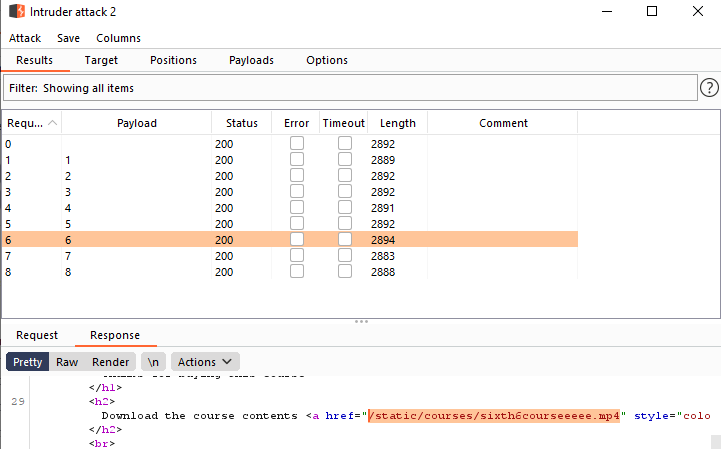 Intruder attack 2
Attack Save Columns
Results Target Positions Payloads Options
Filter: Showing all items
?
Requ... Payload Status Error Timeout Length Comment
0 200 2892
1 1 200 2889
2 2 200 2892
3 3 200 2892
4 4 200 2891
5 5 200 2892
6 6 200 2894
7 7 200 2883
8 8 200 2888
Request Response
Pretty Raw Render \n Actions
</h1>
29 <h2>
Download the course contents <a href="/static/courses/sixth6courseeeee.mp4" style="colo
</h2>
<br>